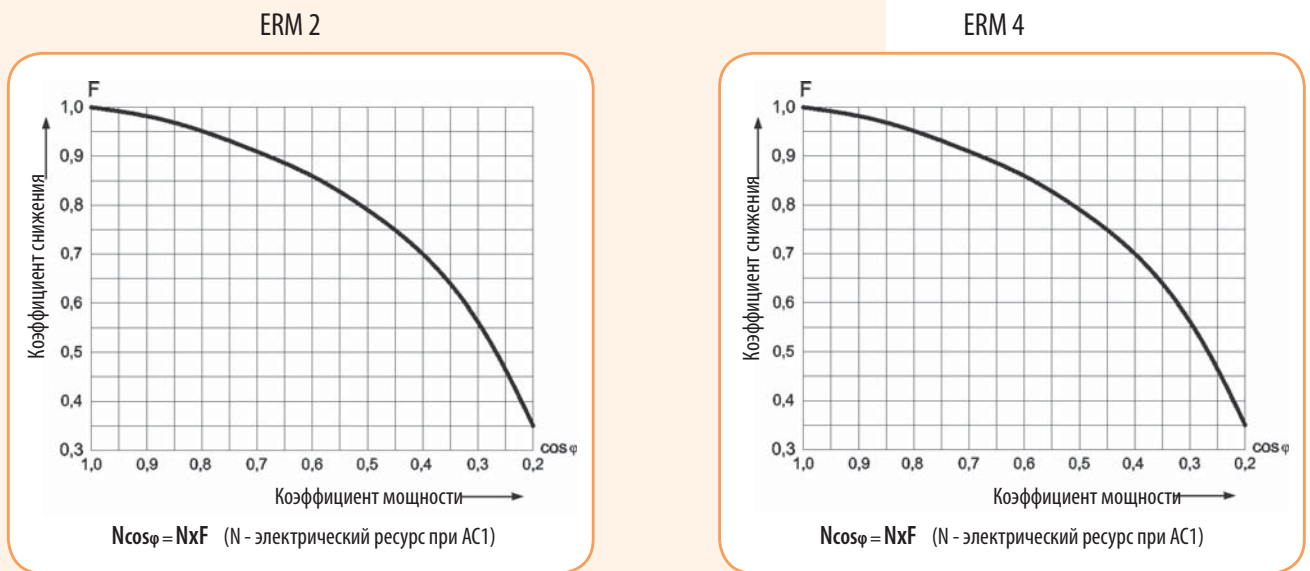 ERM 2
F
1,0
0,9
0,8
0,7
0,6
0,5
0,4
0,3
Коэффициент снижения
1,0 0,9 0,8 0,7 0,6 0,5 0,4 0,3 0,2
cos φ
Коэффициент мощности
Ncosφ = NxF (N - электрический ресурс при AC1)
ERM 4
F
1,0
0,9
0,8
0,7
0,6
0,5
0,4
0,3
Коэффициент снижения
1,0 0,9 0,8 0,7 0,6 0,5 0,4 0,3 0,2
cos φ
Коэффициент мощности
Ncosφ = NxF (N - электрический ресурс при AC1)